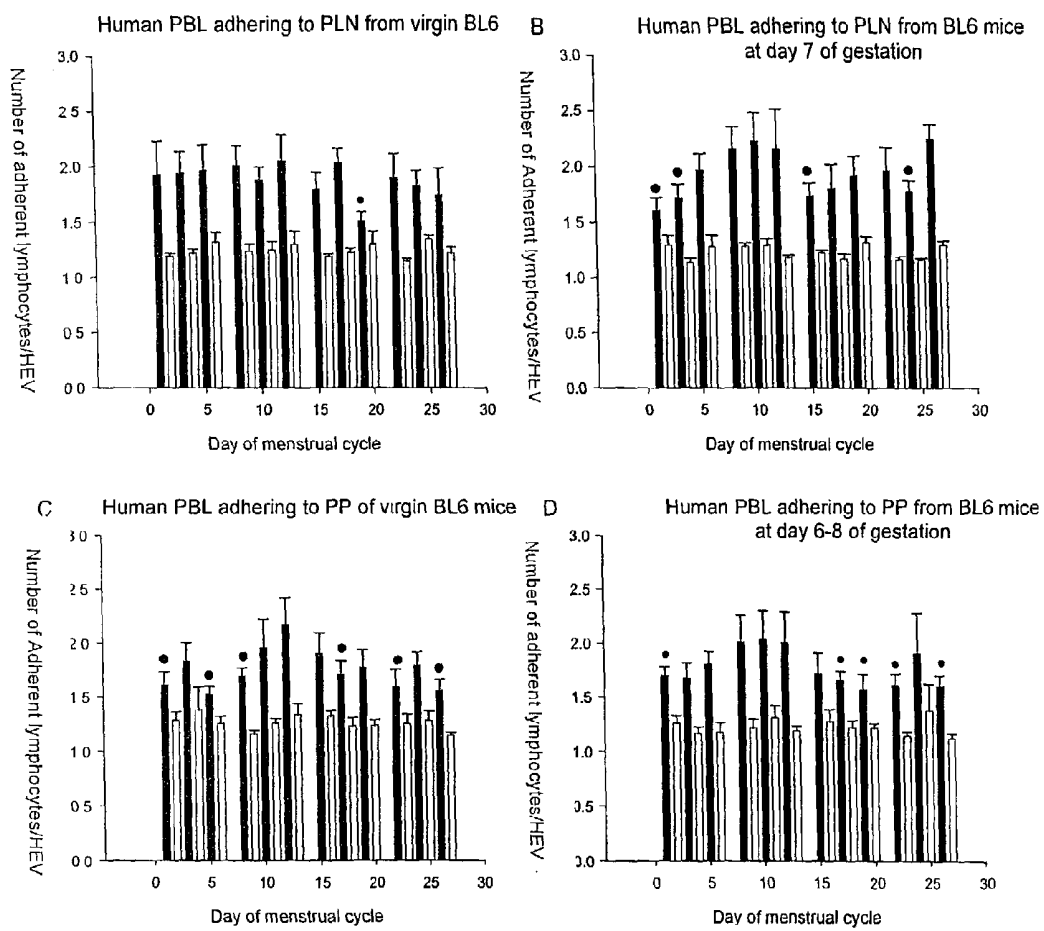 Human PBL adhering to PLN from virgin BL6
3.0
2.5
2.0
1.5
1.0
0.5
0.0
Number of adherent lymphocytes/HEV
0 5 10 15 20 25 30
Day of menstrual cycle
B
Human PBL adhering to PLN from BL6 mice
at day 7 of gestation
3.0
2.5
2.0
1.5
1.0
0.5
0.0
Number of Adherent lymphocytes/HEV
0 5 10 15 20 25 30
Day of menstrual cycle
C
Human PBL adhering to PP of virgin BL6 mice
3.0
2.5
2.0
1.5
1.0
0.5
0.0
Number of Adherent lymphocytes/HEV
0 5 10 15 20 25 30
Day of menstrual cycle
D
Human PBL adhering to PP from BL6 mice
at day 6-8 of gestation
3.0
2.5
2.0
1.5
1.0
0.5
0.0
Number of adherent lymphocytes/HEV
0 5 10 15 20 25 30
Day of menstrual cycle